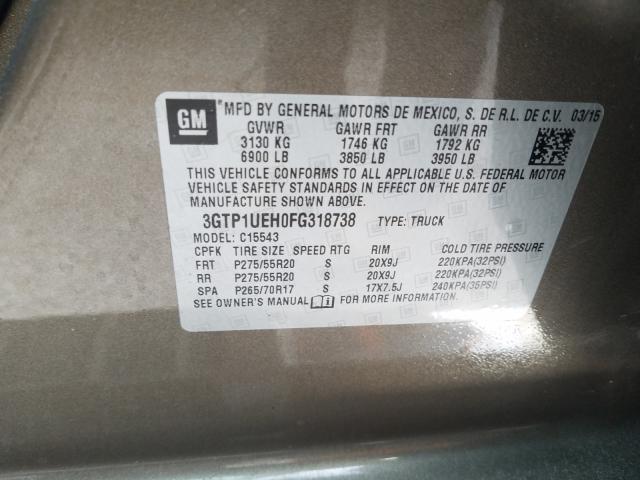 GM
*MFD BY GENERAL MOTORS DE MEXICO, S. DE R.L. DE C.V. 03/15
GVWR GAWR FRT GAWR RR
3130 KG 1746 KG 1792 KG
6900 LB 3850 LB 3950 LB
THIS VEHICLE CONFORMS TO ALL APPLICABLE U.S. FEDERAL MOTOR
VEHICLE SAFETY STANDARDS IN EFFECT ON THE DATE OF
MANUFACTURE SHOWN ABOVE.
3GTP1UEH0FG318738 TYPE: TRUCK
MODEL: C15543
CPFK TIRE SIZE SPEED RTG RIM COLD TIRE PRESSURE
FRT P275/55R20 S 20X9J 220KPA(32PSI)
RR P275/55R20 S 20X9J 220KPA(32PSI)
SPA P265/70R17 S 17X7.5J 240KPA(35PSI)
SEE OWNER'S MANUAL FOR MORE INFORMATION.